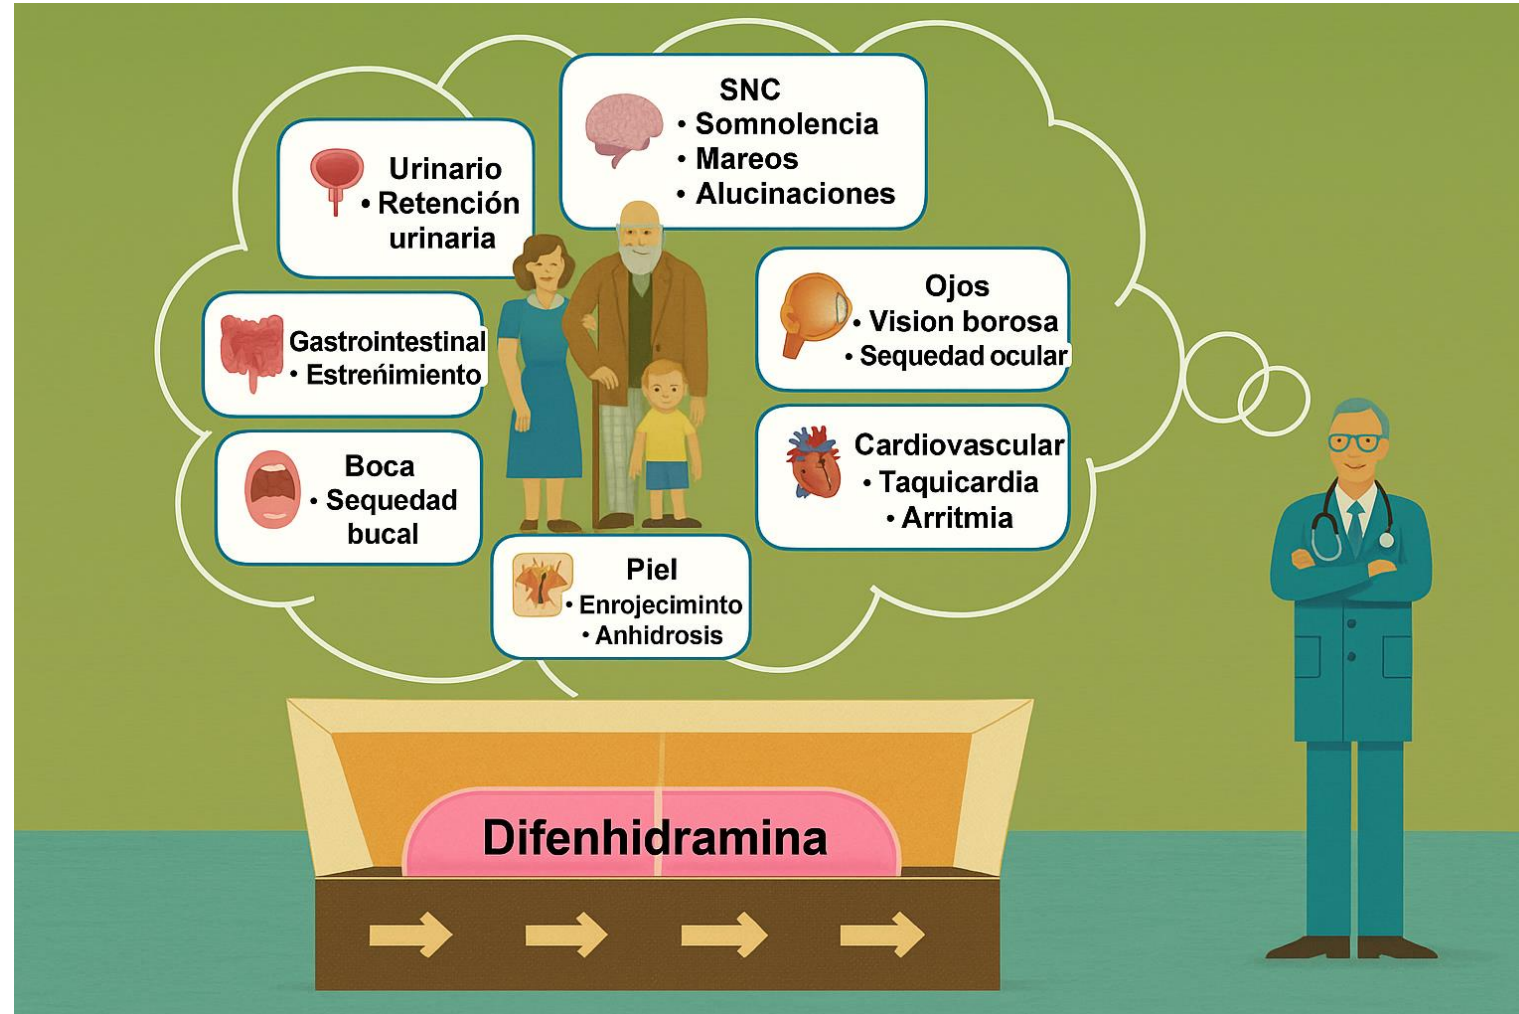 SNC
• Somnolencia
• Mareos
• Alucinaciones
Urinario
• Retención
urinaria
Ojos
• Vision borosa
• Sequedad ocular
Gastrointestinal
• Estreńimiento
Cardiovascular
• Taquicardia
• Arritmia
Boca
• Sequedad
bucal
Piel
• Enrojeciminto
• Anhidrosis
Difenhidramina